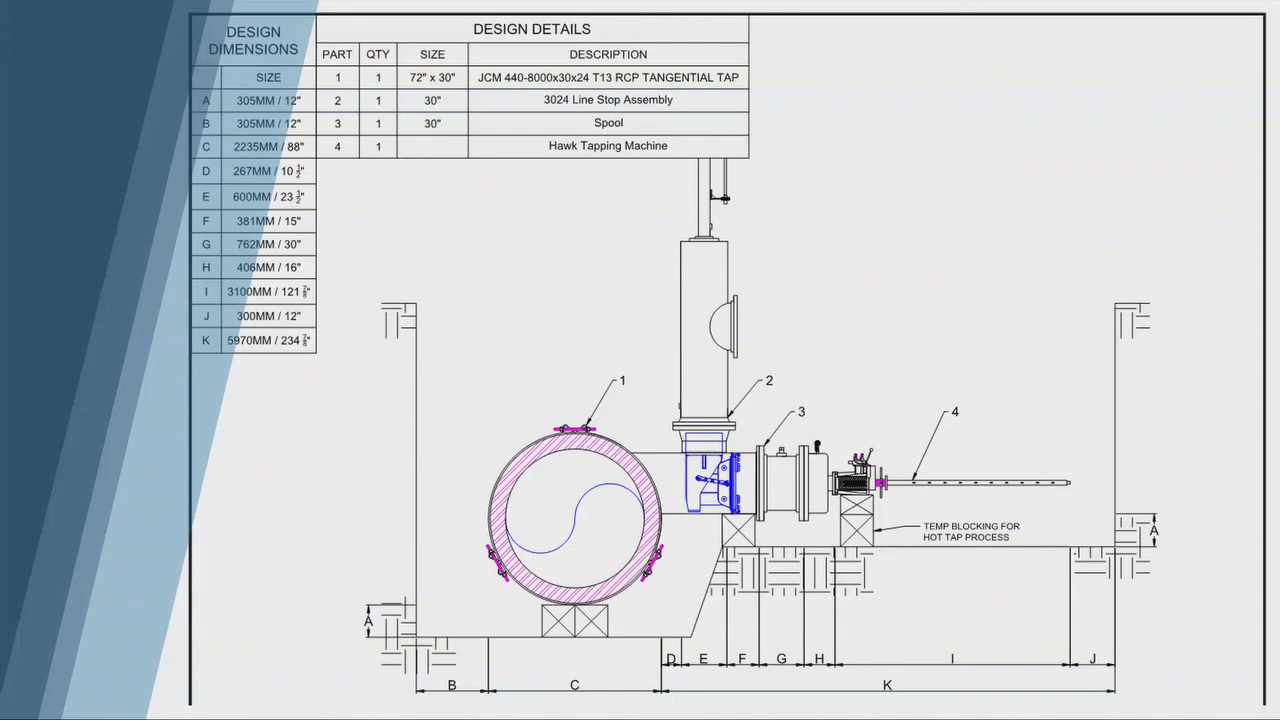 DESIGN
DIMENSIONS
SIZE
A 305MM / 12"
B 305MM / 12"
C 2235MM / 88"
D 267MM / 10 1/2"
E 600MM / 23 1/2"
F 381MM / 15"
G 762MM / 30"
H 406MM / 16"
I 3100MM / 121 7/8"
J 300MM / 12"
K 5970MM / 234 7/8"
DESIGN DETAILS
PART QTY SIZE DESCRIPTION
1 1 72" x 30" JCM 440-8000x30x24 T13 RCP TANGENTIAL TAP
2 1 30" 3024 Line Stop Assembly
3 1 30" Spool
4 1 Hawk Tapping Machine
1
2
3
4
TEMP BLOCKING FOR
HOT TAP PROCESS
A
A
D E F G H I J
B C K